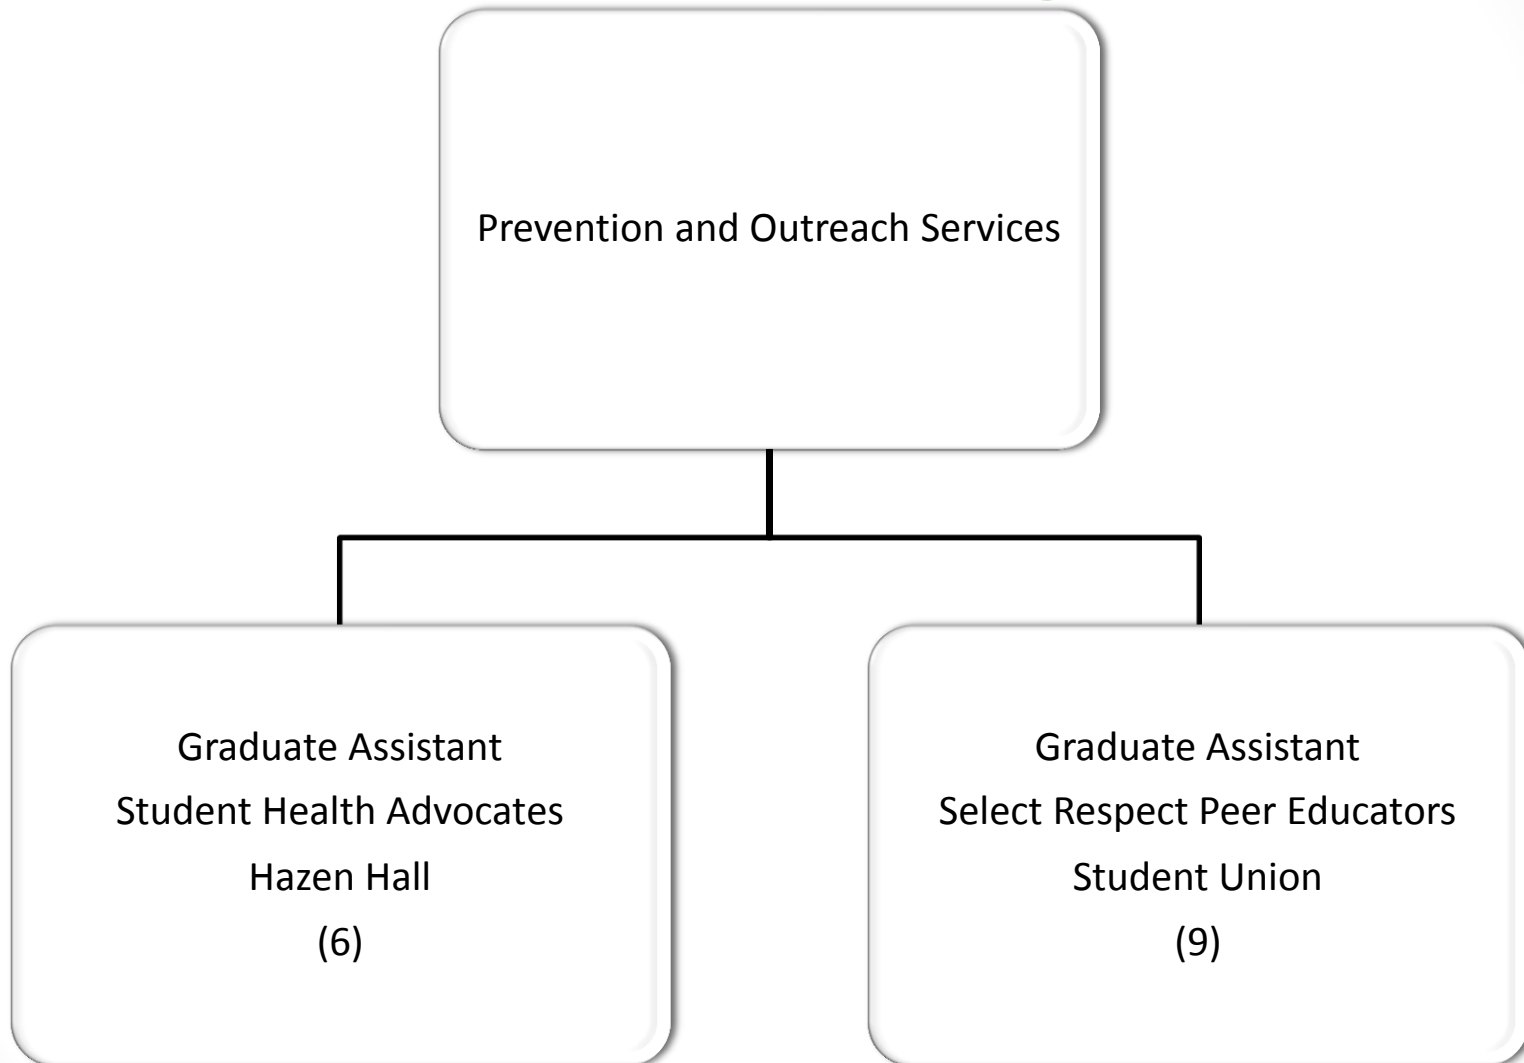 Prevention and Outreach Services
Graduate Assistant
Student Health Advocates
Hazen Hall
(6)
Graduate Assistant
Select Respect Peer Educators
Student Union
(9)